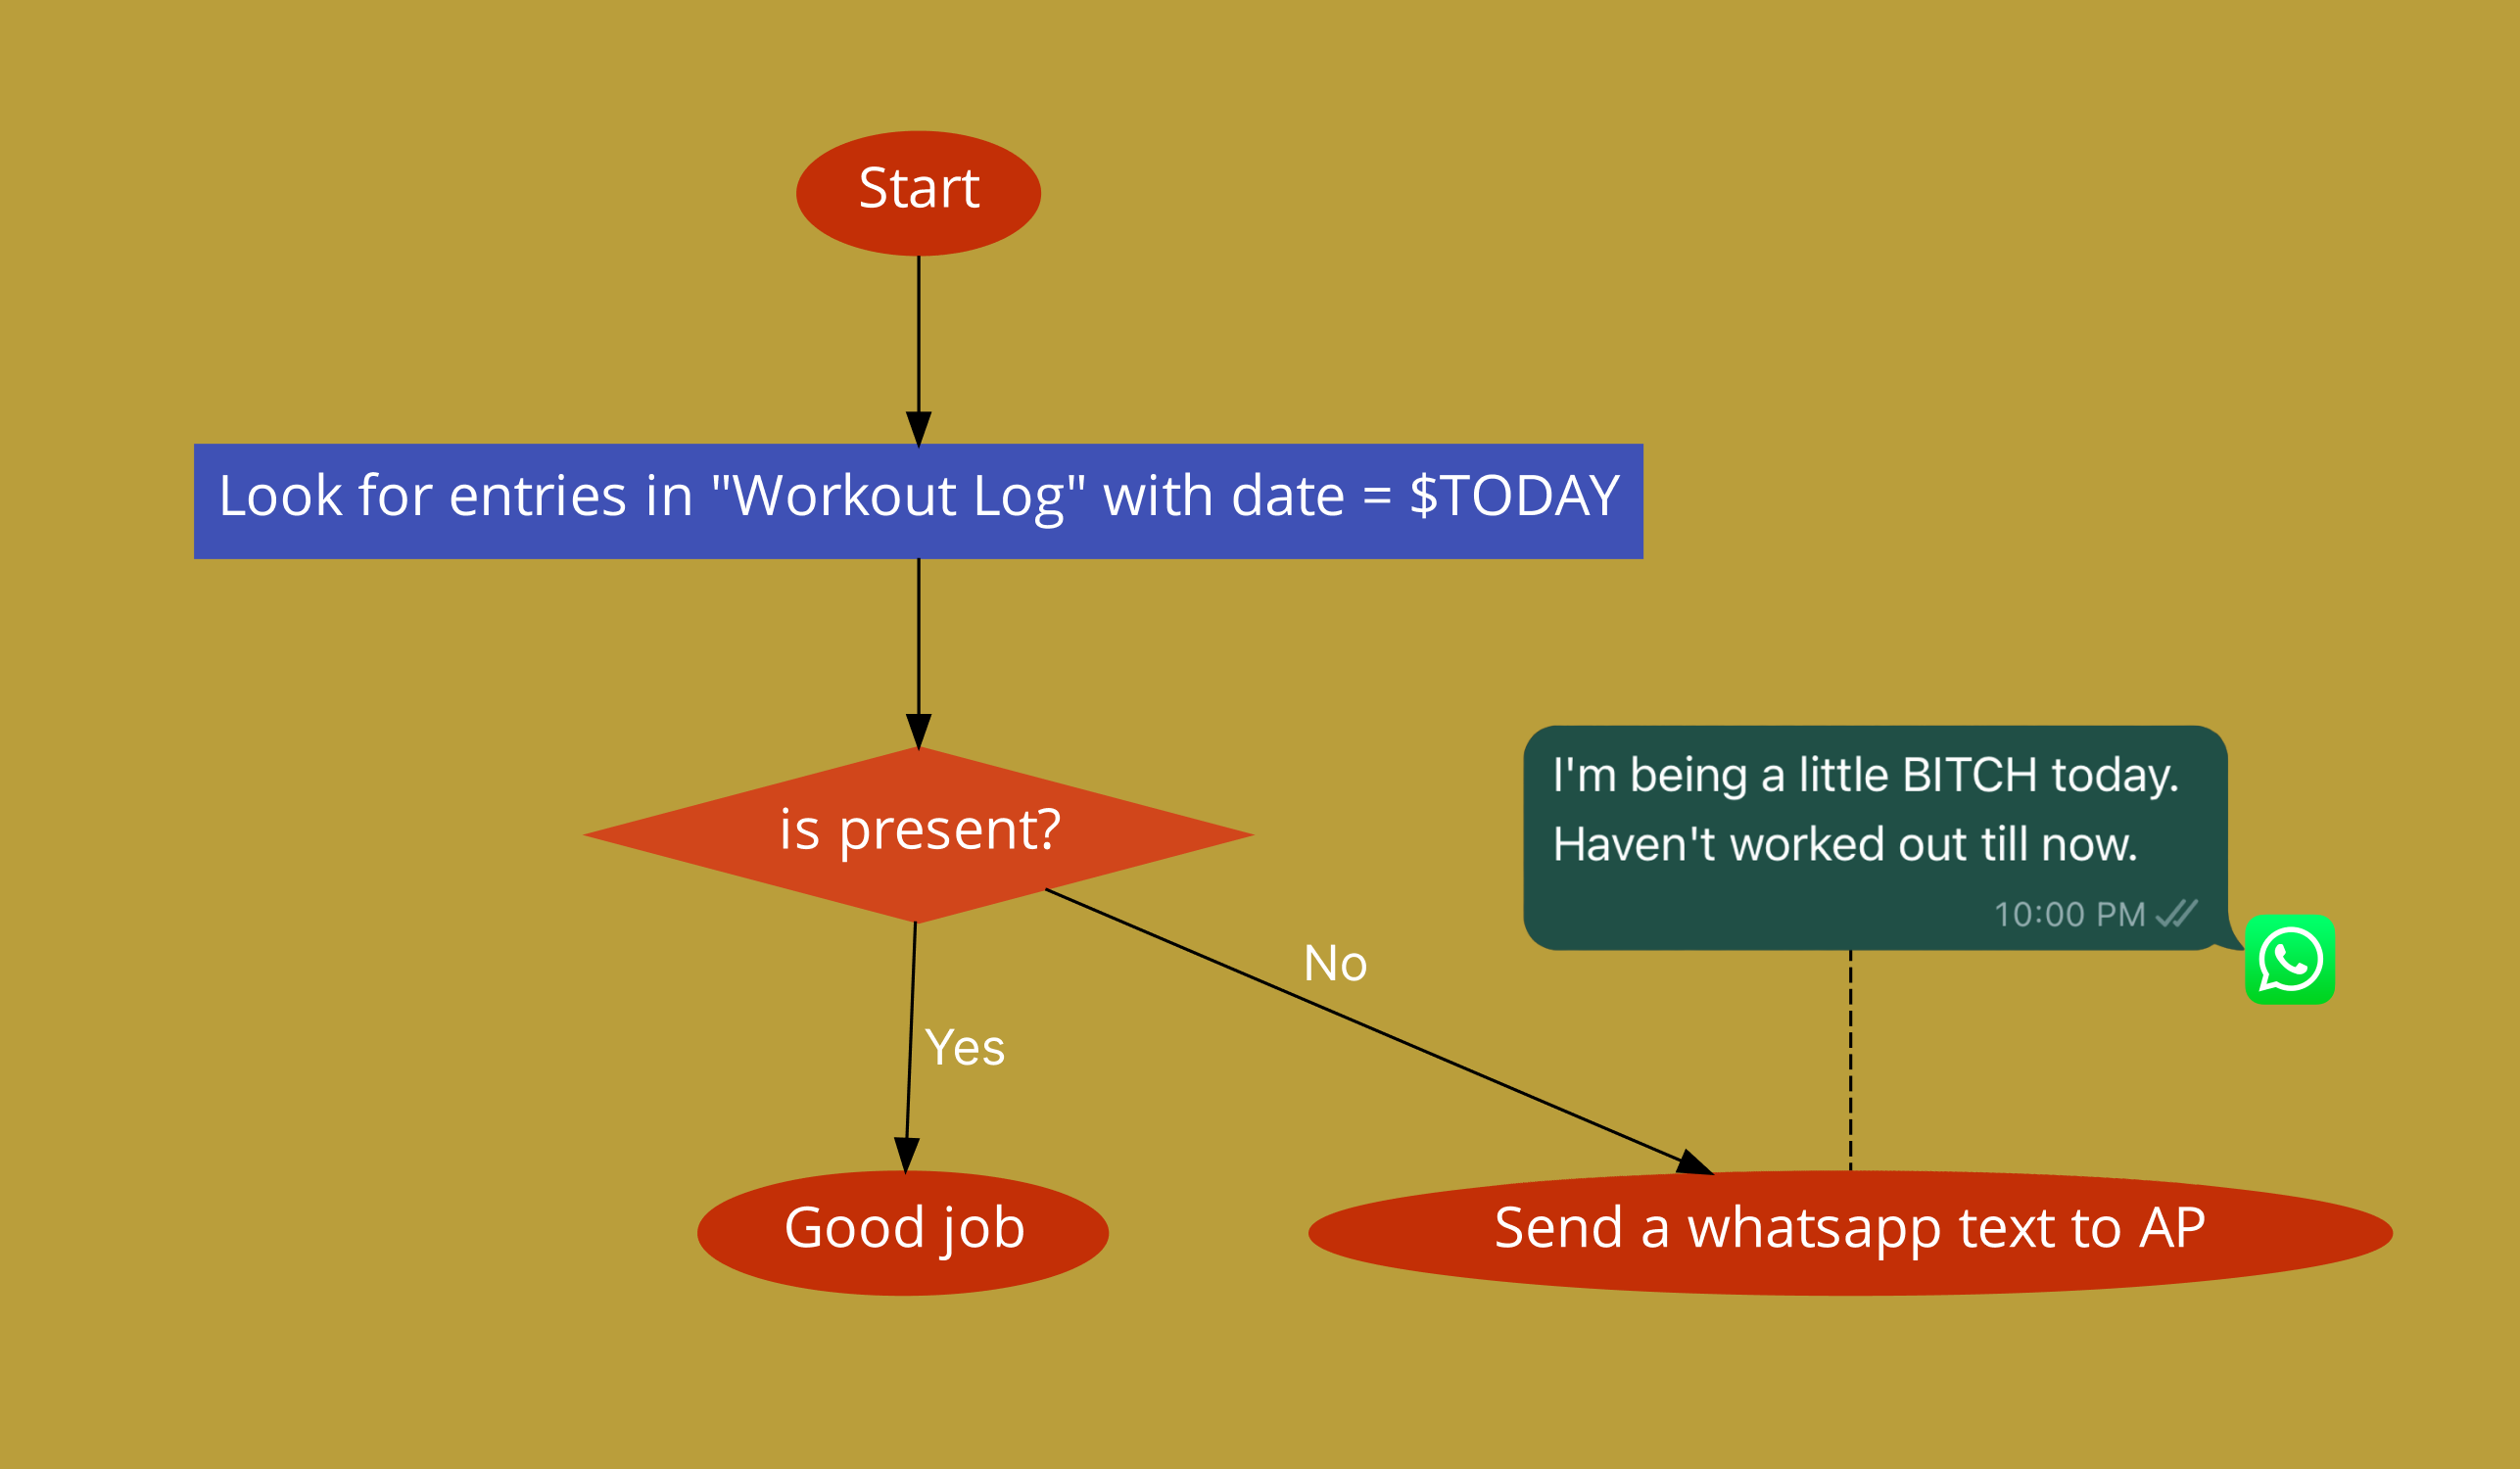 Start
Look for entries in "Workout Log" with date = $TODAY
is present?
I'm being a little BITCH today.
Haven't worked out till now.
10:00 PM
No
Yes
Good job
Send a whatsapp text to AP